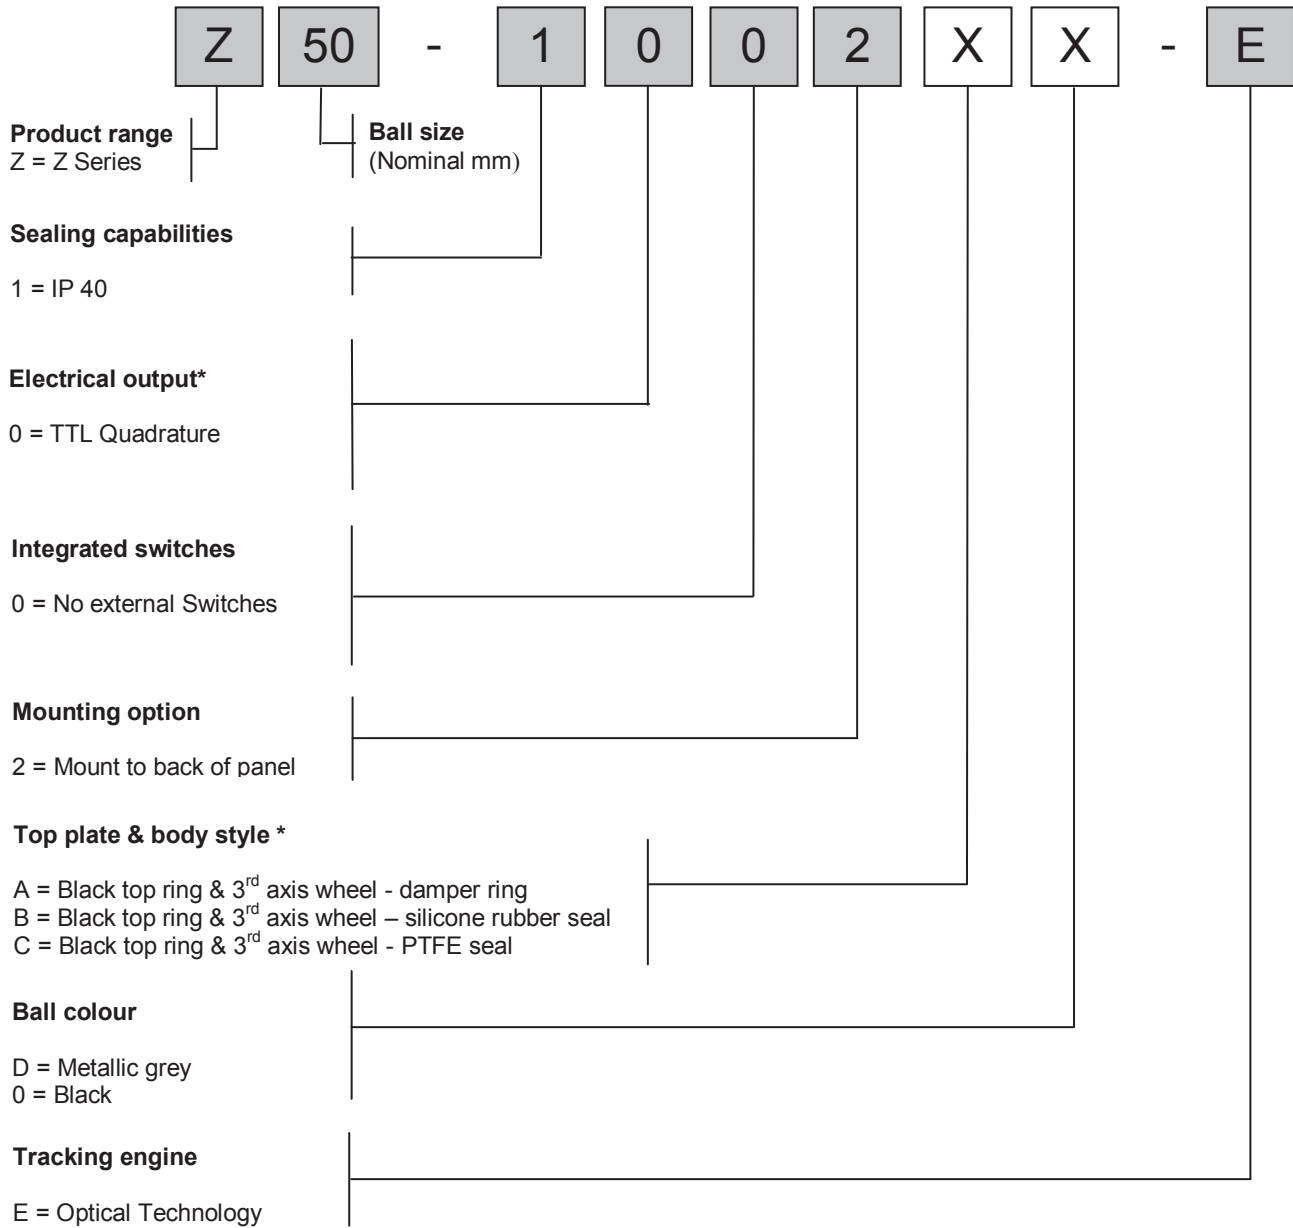 Z 50 - 1 0 0 2 X X - E
Product range
Z = Z Series
Ball size
(Nominal mm)
Sealing capabilities
1 = IP 40
Electrical output*
0 = TTL Quadrature
Integrated switches
0 = No external Switches
Mounting option
2 = Mount to back of panel
Top plate & body style *
A = Black top ring & 3rd axis wheel - damper ring
B = Black top ring & 3rd axis wheel – silicone rubber seal
C = Black top ring & 3rd axis wheel - PTFE seal
Ball colour
D = Metallic grey
0 = Black
Tracking engine
E = Optical Technology